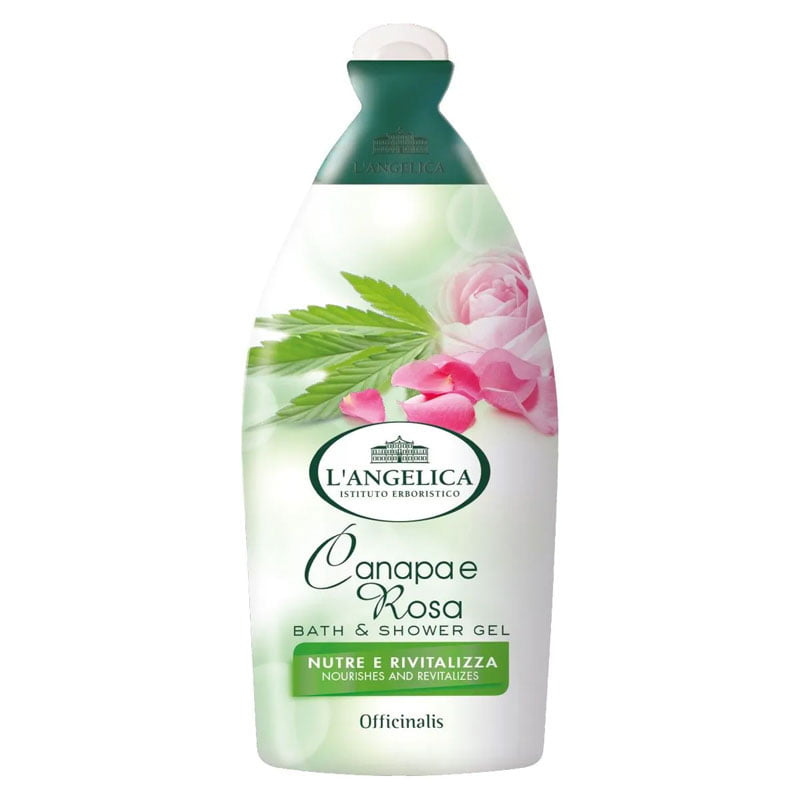 L'ANGELICA
L'ANGELICA
ISTITUTO ERBORISTICO
Canapa e
Rosa
BATH & SHOWER GEL
NUTRE E RIVITALIZZA
NOURISHES AND REVITALIZES
Officinalis